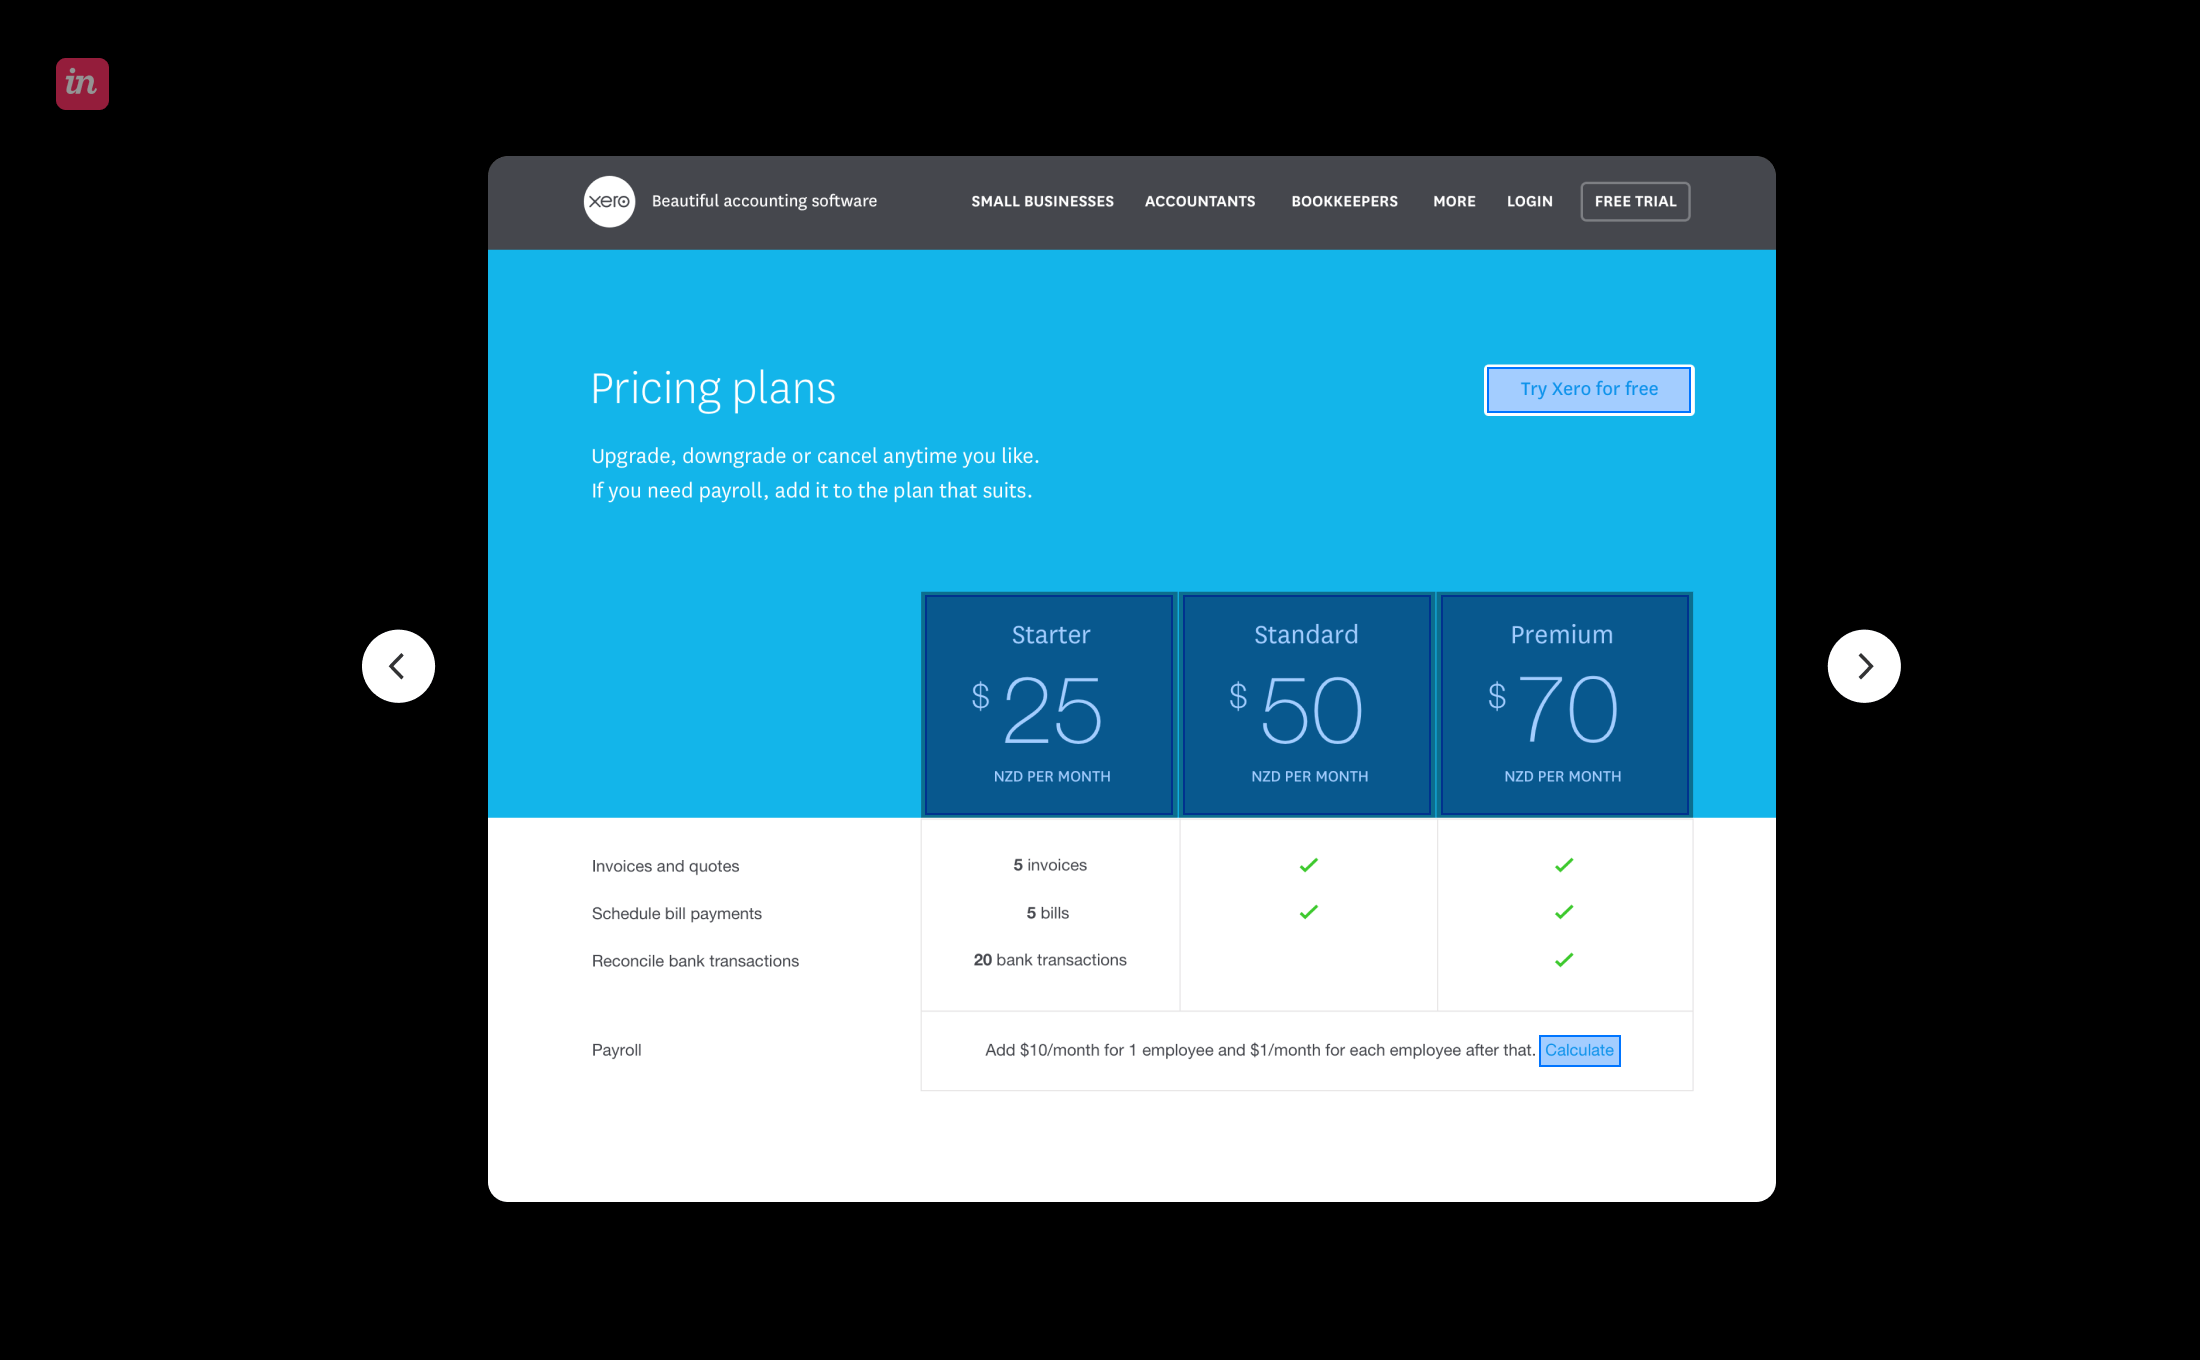 in
xero
Beautiful accounting software
SMALL BUSINESSES ACCOUNTANTS BOOKKEEPERS MORE LOGIN FREE TRIAL
Pricing plans
Try Xero for free
Upgrade, downgrade or cancel anytime you like.
If you need payroll, add it to the plan that suits.
Starter Standard Premium
$ 25 $ 50 $ 70
NZD PER MONTH NZD PER MONTH NZD PER MONTH
Invoices and quotes 5 invoices
Schedule bill payments 5 bills
Reconcile bank transactions 20 bank transactions
Payroll Add $10/month for 1 employee and $1/month for each employee after that. Calculate